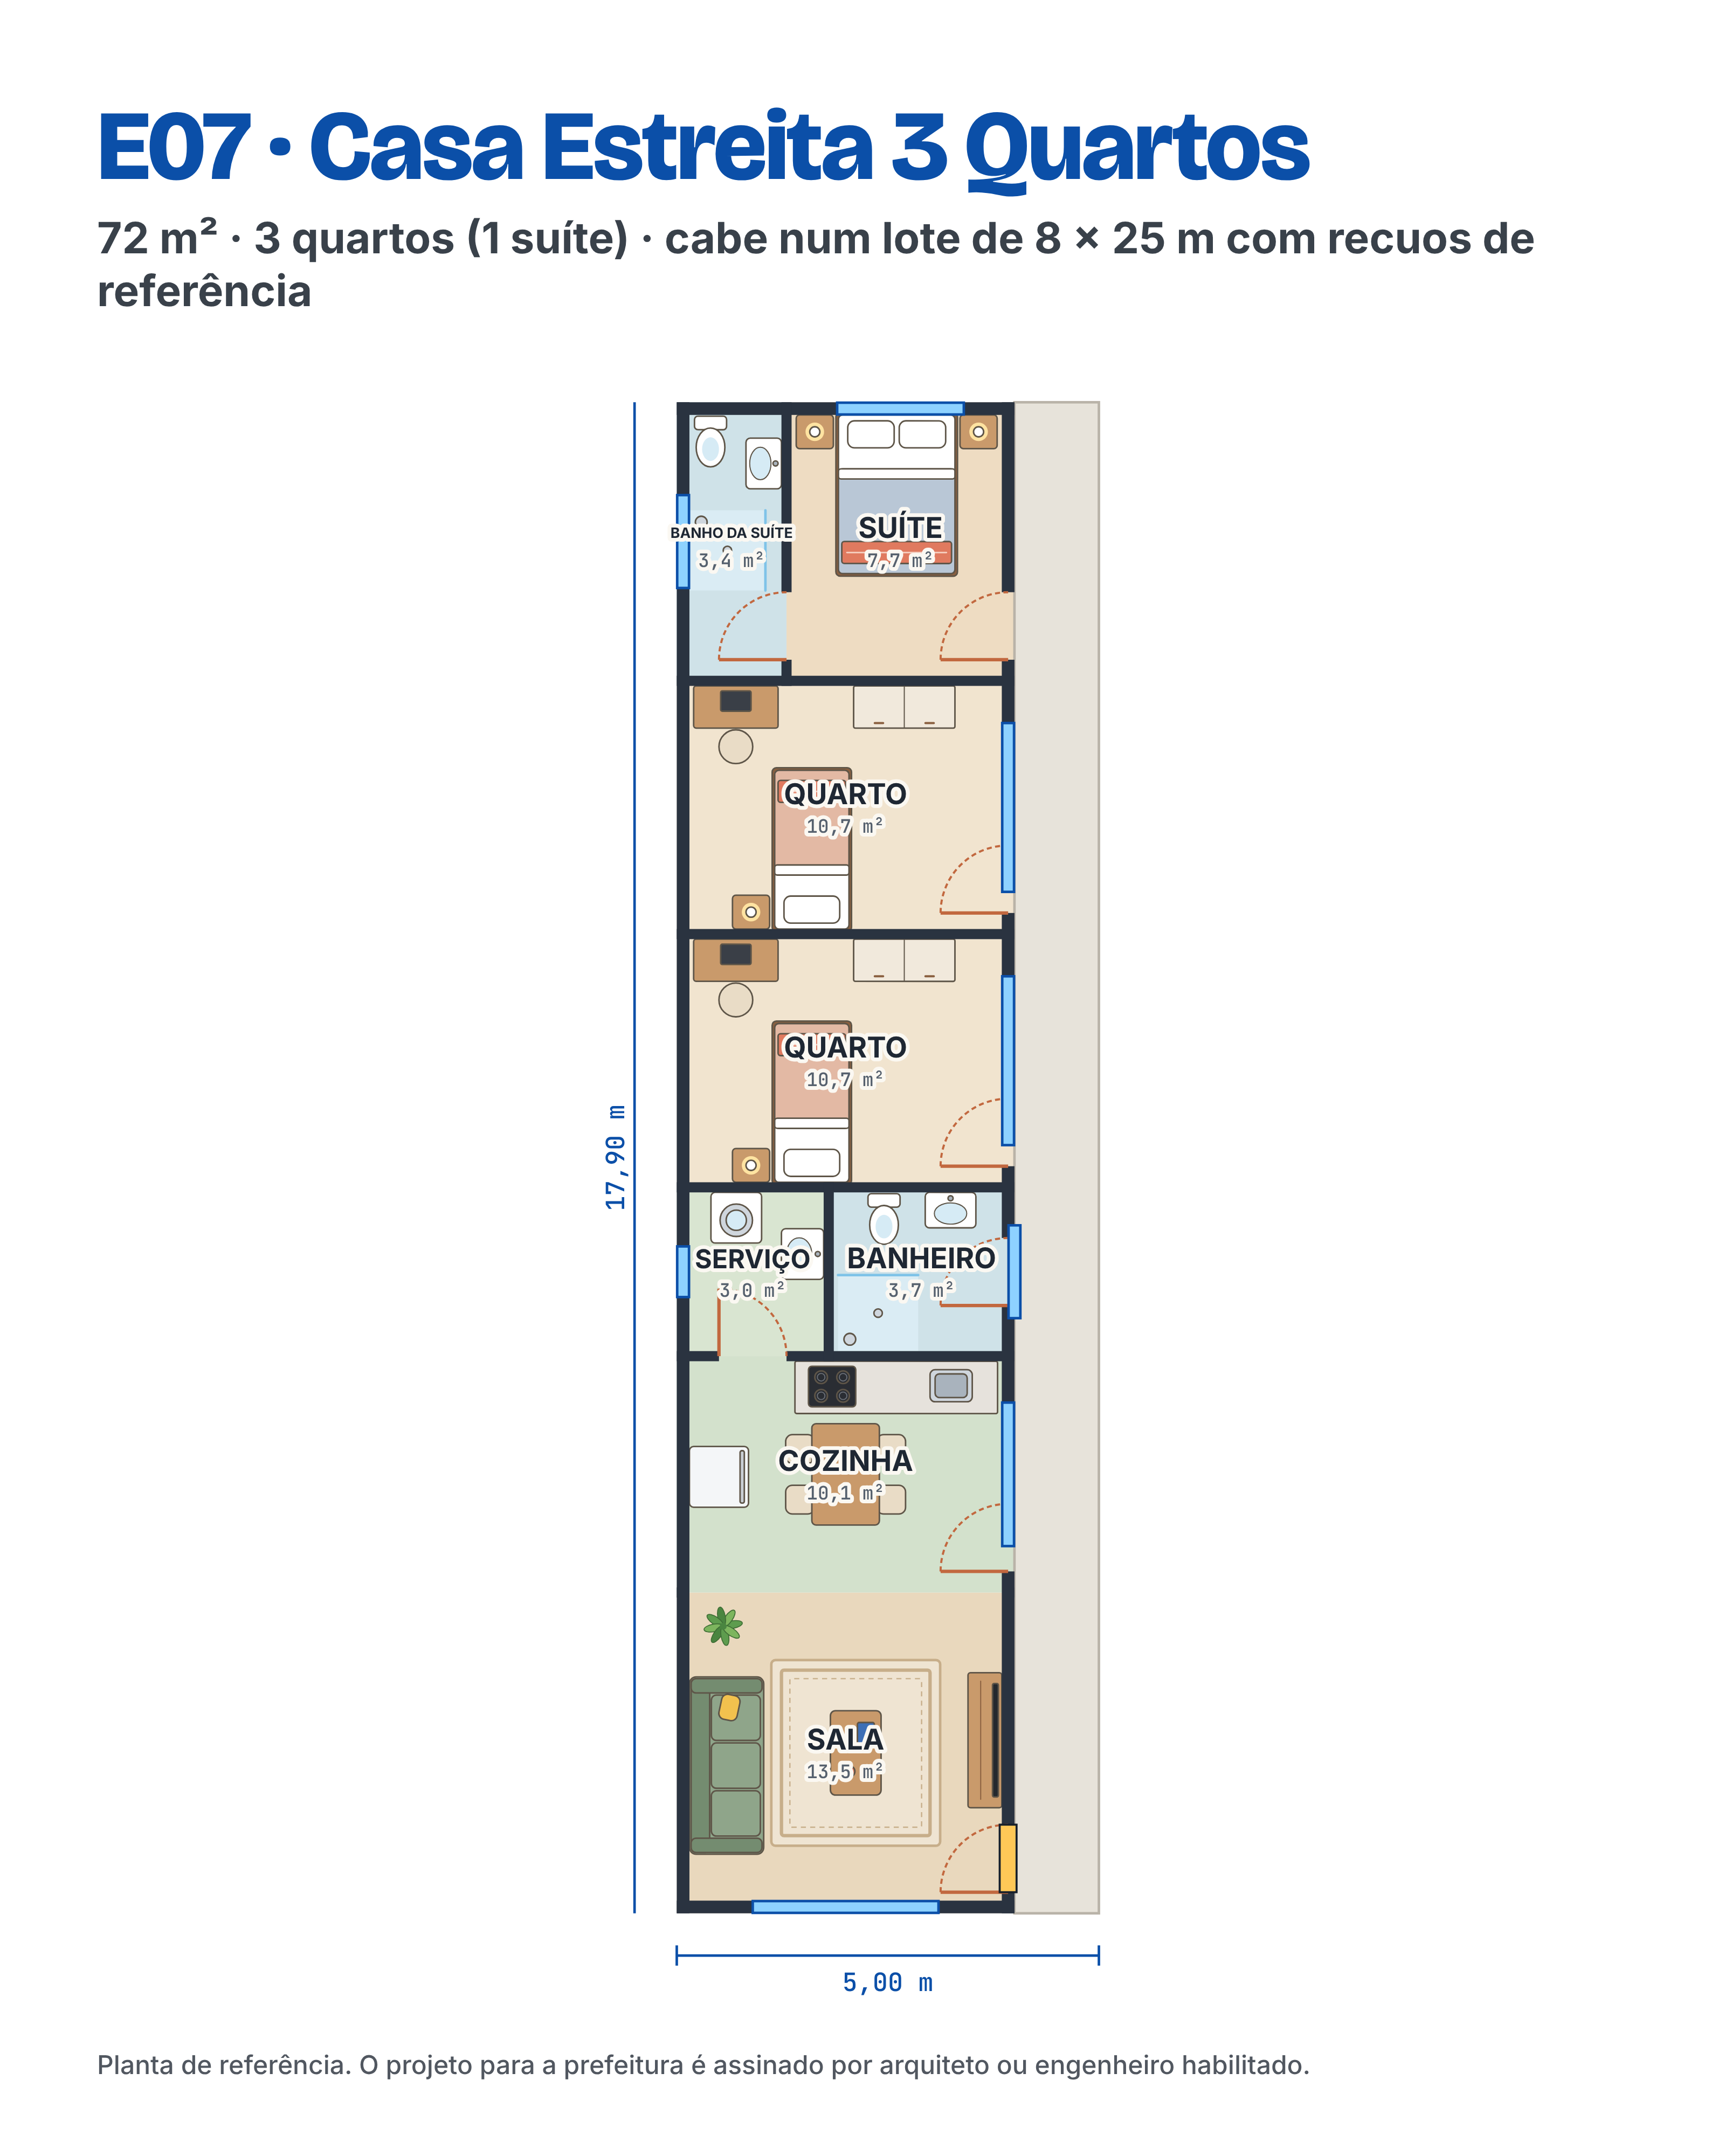 E07 · Casa Estreita 3 Quartos
72 m² · 3 quartos (1 suíte) · cabe num lote de 8 × 25 m com recuos de
referência
BANHO DA SUÍTE
3,4 m²
SUÍTE
7,7 m²
QUARTO
10,7 m²
QUARTO
10,7 m²
17,90 m
SERVIÇO
3,0 m²
BANHEIRO
3,7 m²
COZINHA
10,1 m²
SALA
13,5 m²
5,00 m
Planta de referência. O projeto para a prefeitura é assinado por arquiteto ou engenheiro habilitado.